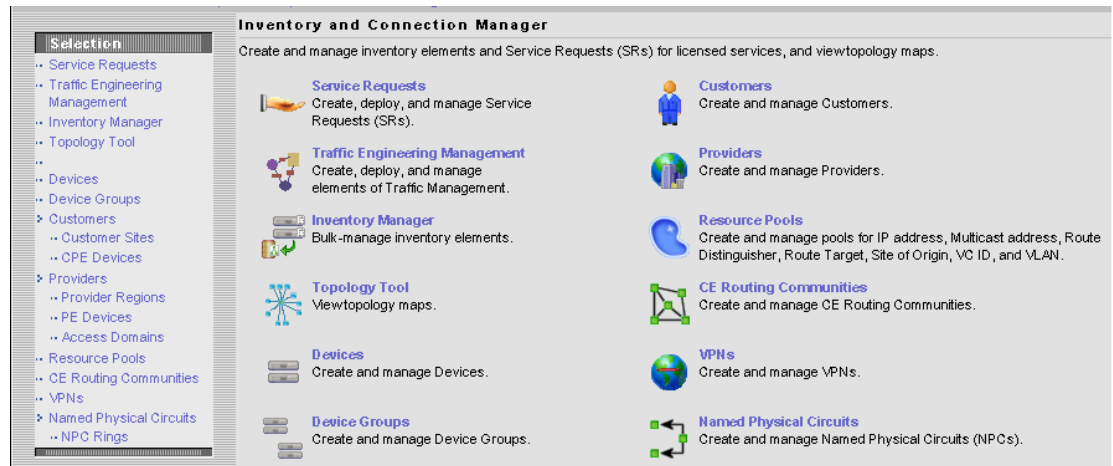 Inventory and Connection Manager
Create and manage inventory elements and Service Requests (SRs) for licensed services, and viewtopology maps.
Selection
Service Requests
Traffic Engineering
Management
Inventory Manager
Topology Tool
Devices
Device Groups
Customers
Customer Sites
CPE Devices
Providers
Provider Regions
PE Devices
Access Domains
Resource Pools
CE Routing Communities
VPNs
Named Physical Circuits
NPC Rings
Service Requests
Create, deploy, and manage Service
Requests (SRs).
Customers
Create and manage Customers.
Traffic Engineering Management
Create, deploy, and manage
elements of Traffic Management.
Providers
Create and manage Providers.
Inventory Manager
Bulk-manage inventory elements.
Resource Pools
Create and manage pools for IP address, Multicast address, Route
Distinguisher, Route Target, Site of Origin, VC ID, and VLAN.
Topology Tool
Viewtopology maps.
CE Routing Communities
Create and manage CE Routing Communities.
Devices
Create and manage Devices.
VPNs
Create and manage VPNs.
Device Groups
Create and manage Device Groups.
Named Physical Circuits
Create and manage Named Physical Circuits (NPCs).